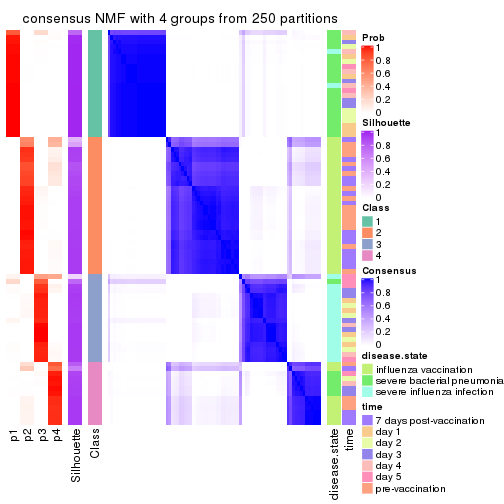 consensus NMF with 4 groups from 250 partitions
Prob
1
0.8
0.6
0.4
0.2
0
Silhouette
1
0.8
0.6
0.4
0.2
0
Class
1
2
3
4
Consensus
1
0.8
0.6
0.4
0.2
0
disease.state
influenza vaccination
severe bacterial pneumonia
severe influenza infection
time
7 days post-vaccination
day 1
day 2
day 3
day 4
day 5
pre-vaccination
p1
p2
p3
p4
Silhouette
Class
disease.state
time